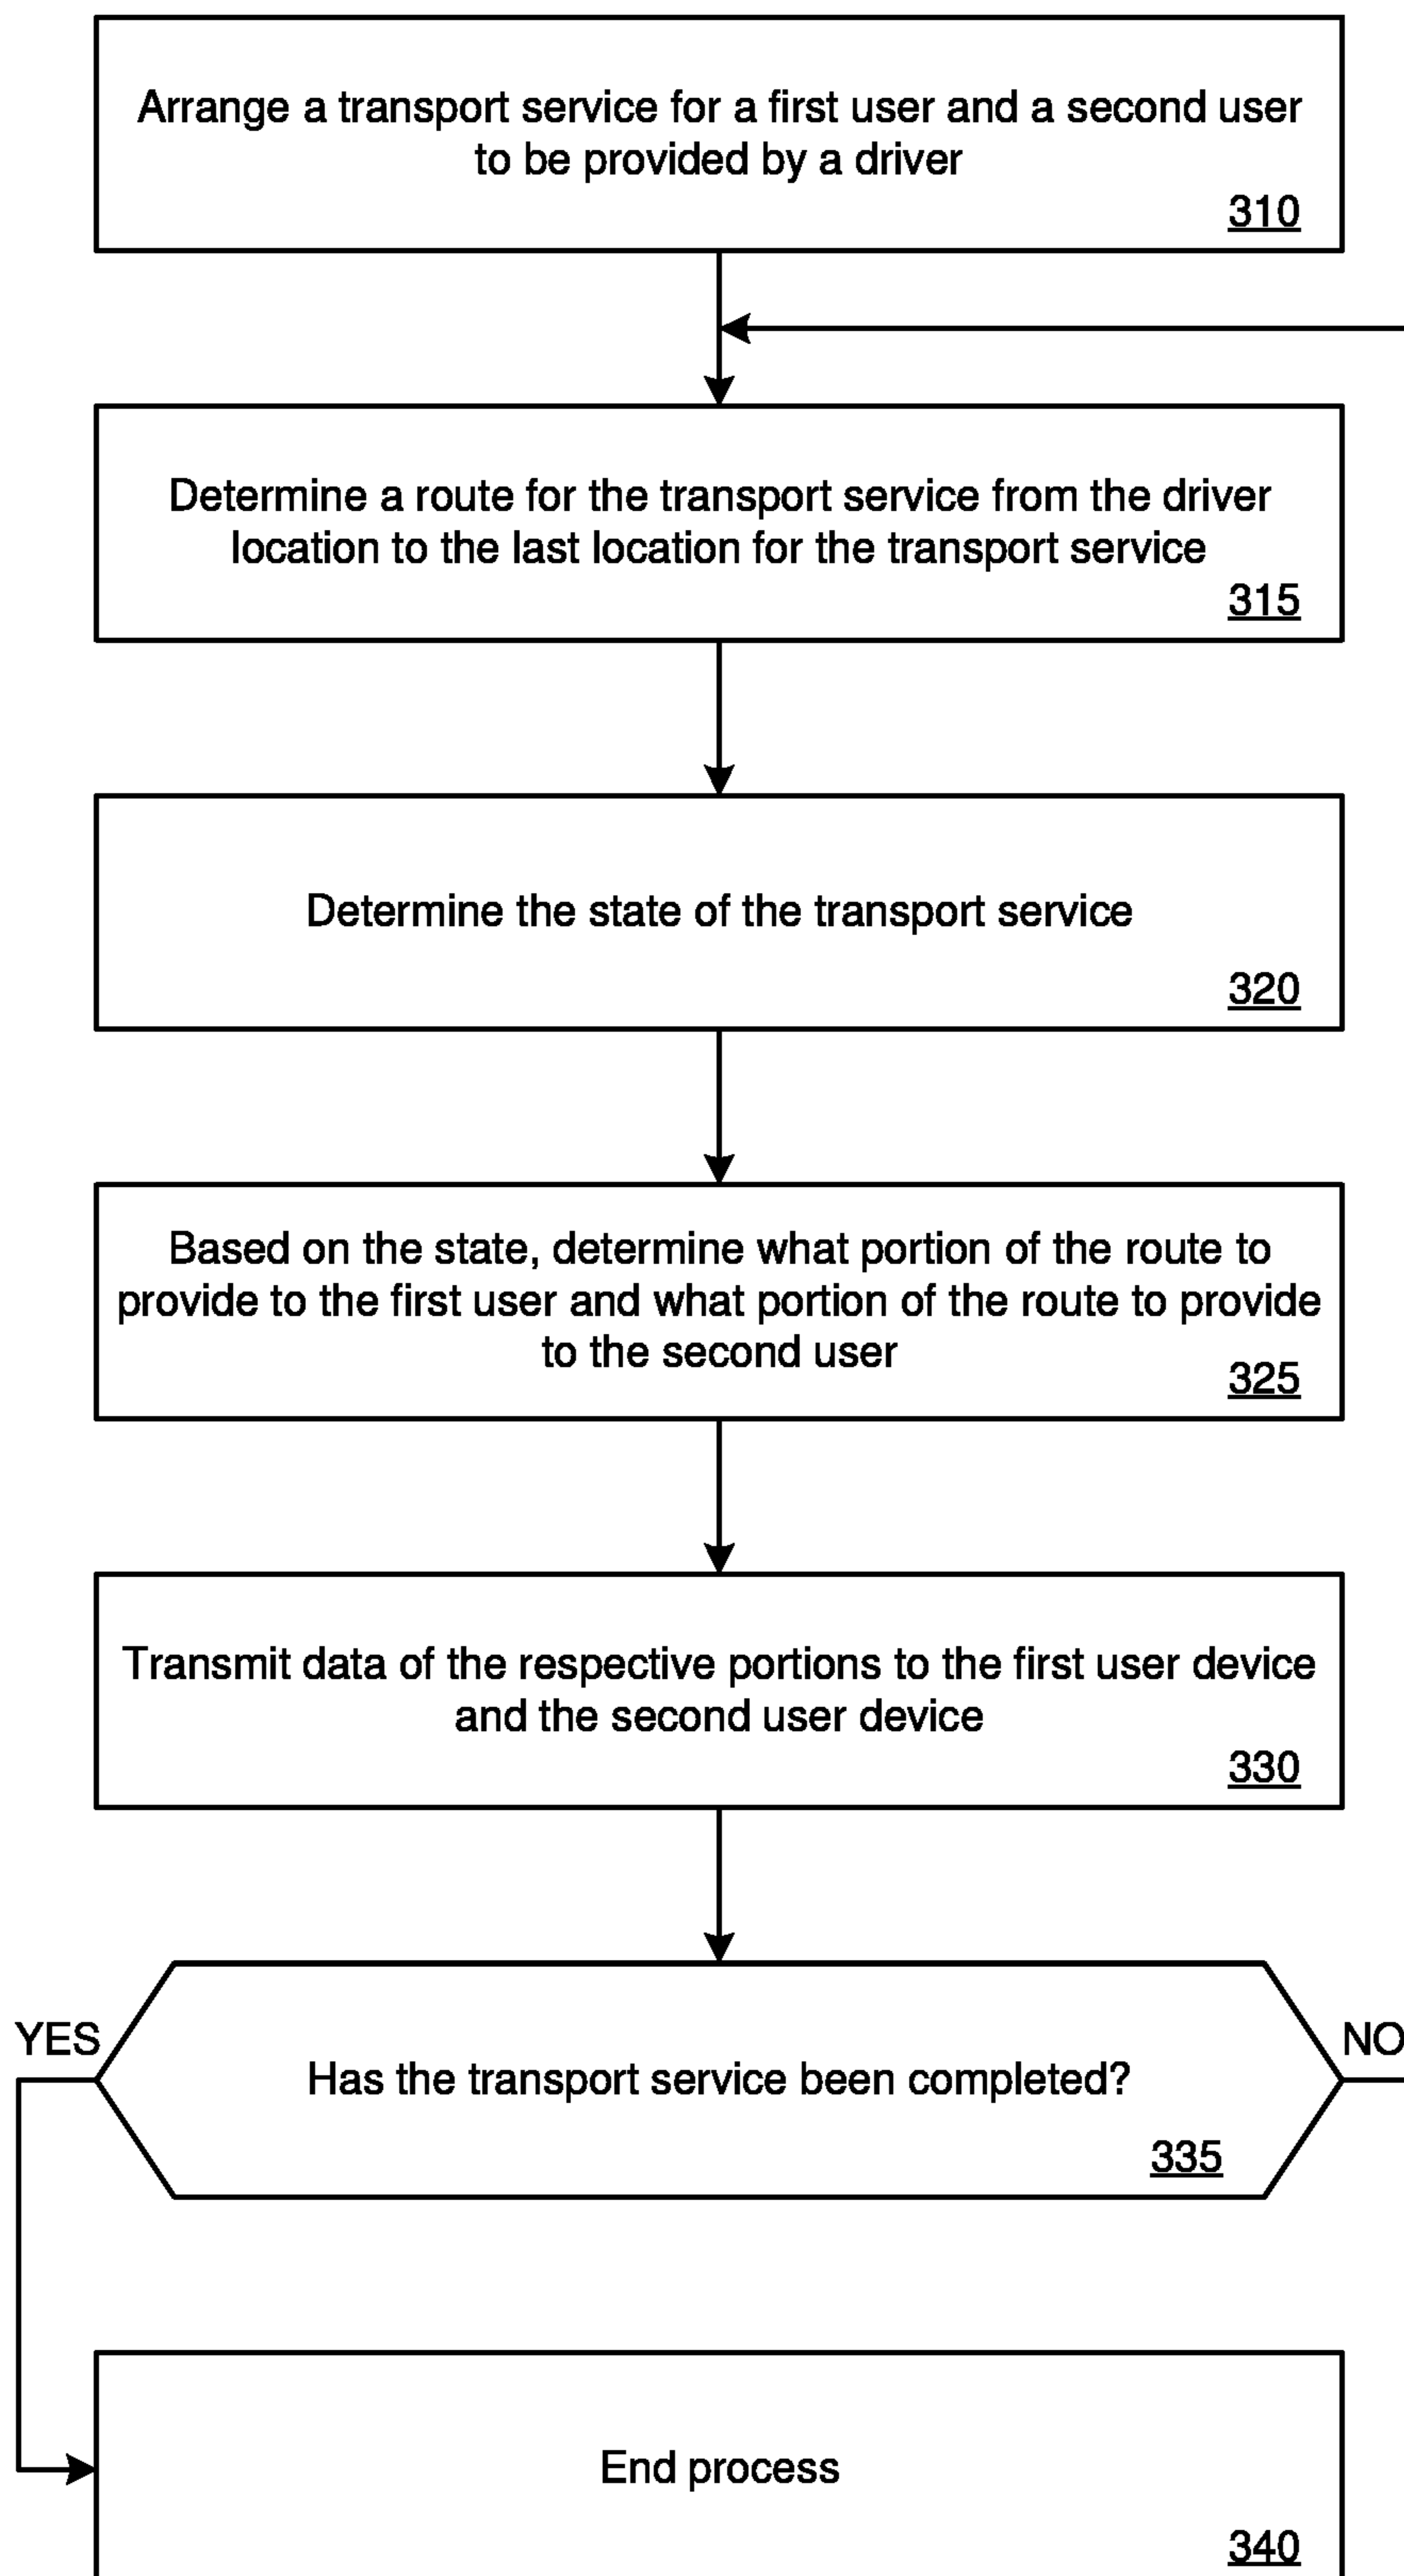 Arrange a transport service for a first user and a second user
to be provided by a driver
310
Determine a route for the transport service from the driver
location to the last location for the transport service
315
Determine the state of the transport service
320
Based on the state, determine what portion of the route to
provide to the first user and what portion of the route to provide
to the second user
325
Transmit data of the respective portions to the first user device
and the second user device
330
YES
NO
Has the transport service been completed?
335
End process
340